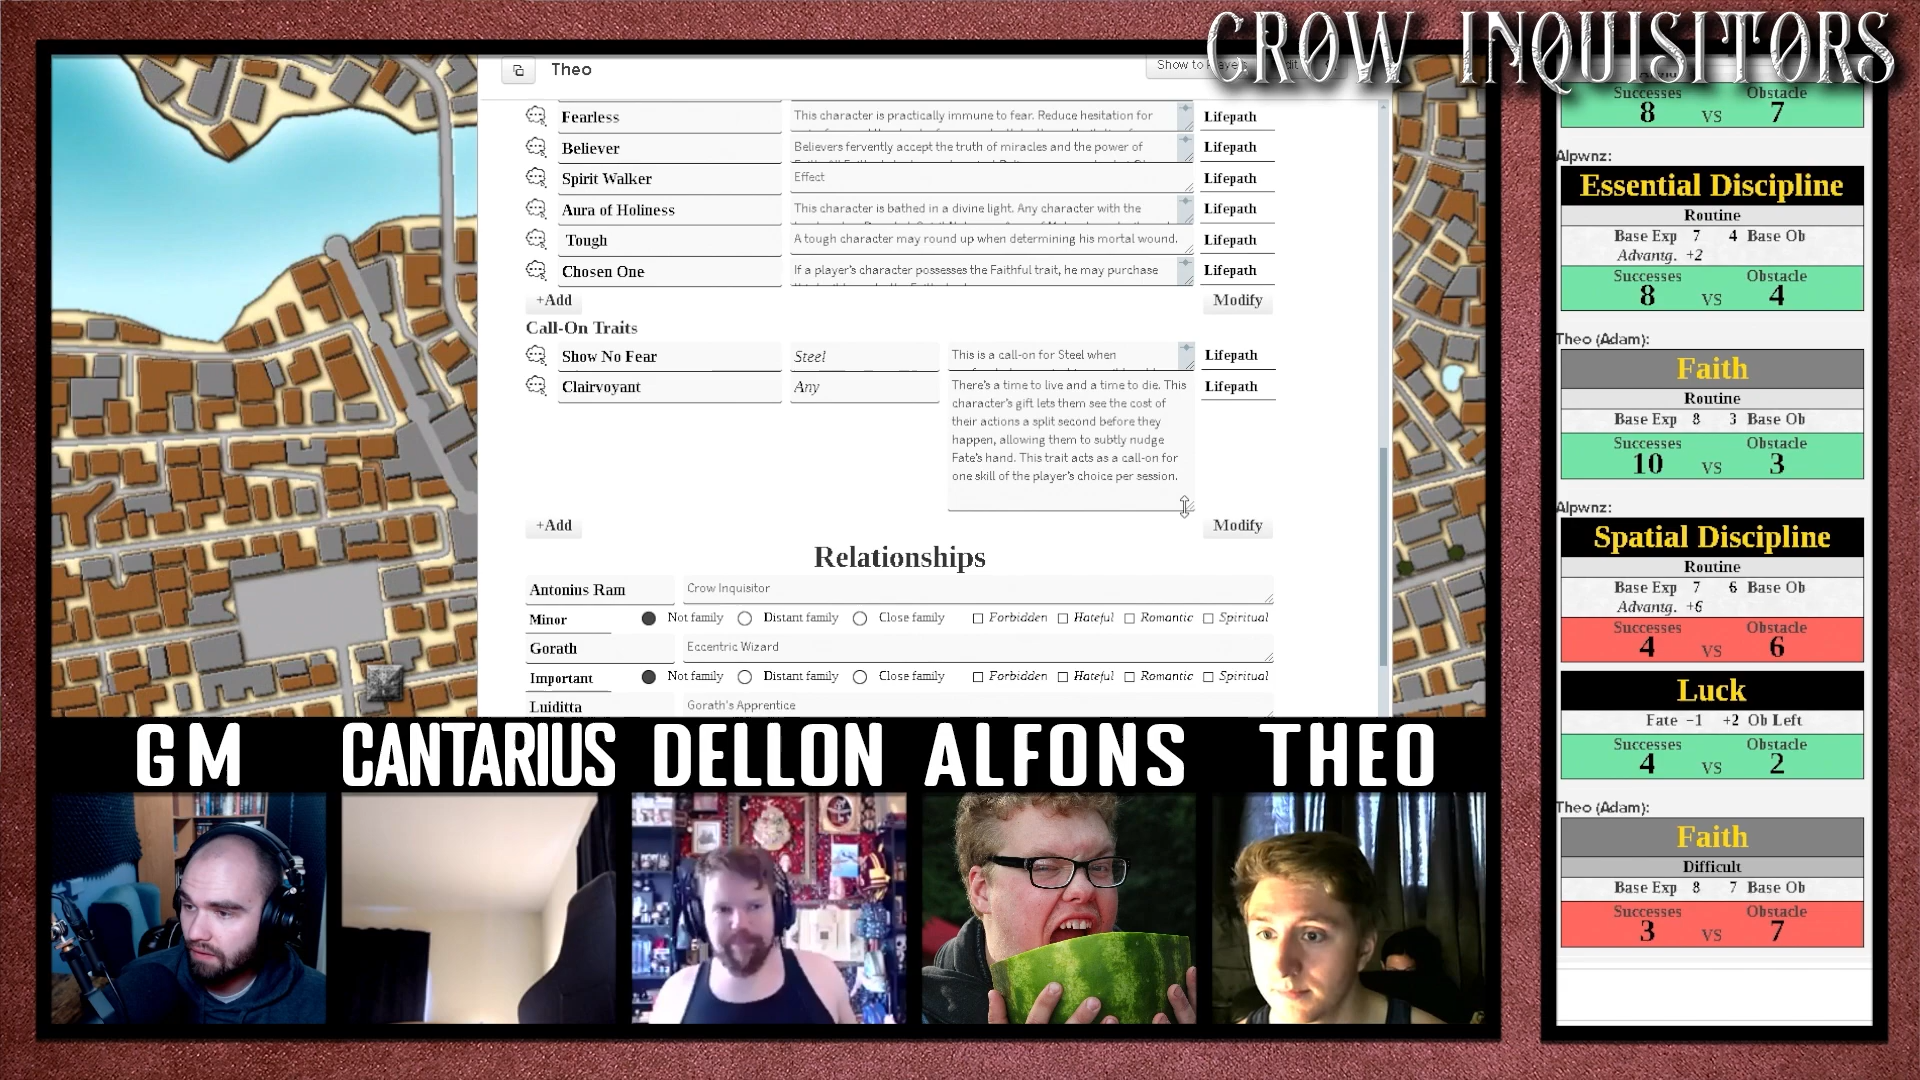 CROW INQUISITORS
Theo
Show to
Fearless
This character is practically immune to fear. Reduce hesitation for
Lifepath
Believer
Believers fervently accept the truth of miracles and the power of
Lifepath
Spirit Walker
Effect
Lifepath
Aura of Holiness
This character is bathed in a divine light. Any character with the
Lifepath
Tough
A tough character may round up when determining his mortal wound.
Lifepath
Chosen One
If a player's character possesses the Faithful trait, he may purchase
Lifepath
+Add
Modify
Call-On Traits
Show No Fear
Steel
This is a call-on for Steel when
Lifepath
Clairvoyant
Any
There's a time to live and a time to die. This
character's gift lets them see the cost of
their actions a split second before they
happen, allowing them to subtly nudge
Fate's hand. This trait acts as a call-on for
one skill of the player's choice per session.
Lifepath
+Add
Modify
Relationships
Antonius Ram
Crow Inquisitor
Minor
Not family Distant family Close family Forbidden Hateful Romantic Spiritual
Gorath
Eccentric Wizard
Important
Not family Distant family Close family Forbidden Hateful Romantic Spiritual
Luiditta
Gorath's Apprentice
GM
CANTARIUS
DELLON
ALFONS
THEO
Successes Obstacle
8 VS 7
Alpwnz:
Essential Discipline
Routine
Base Exp 7 4 Base Ob
Advantg. +2
Successes Obstacle
8 VS 4
Theo (Adam):
Faith
Routine
Base Exp 8 3 Base Ob
Successes Obstacle
10 VS 3
Alpwnz:
Spatial Discipline
Routine
Base Exp 7 6 Base Ob
Advantg. +6
Successes Obstacle
4 VS 6
Luck
Fate -1 +2 Ob Left
Successes Obstacle
4 VS 2
Theo (Adam):
Faith
Difficult
Base Exp 8 7 Base Ob
Successes Obstacle
3 VS 7